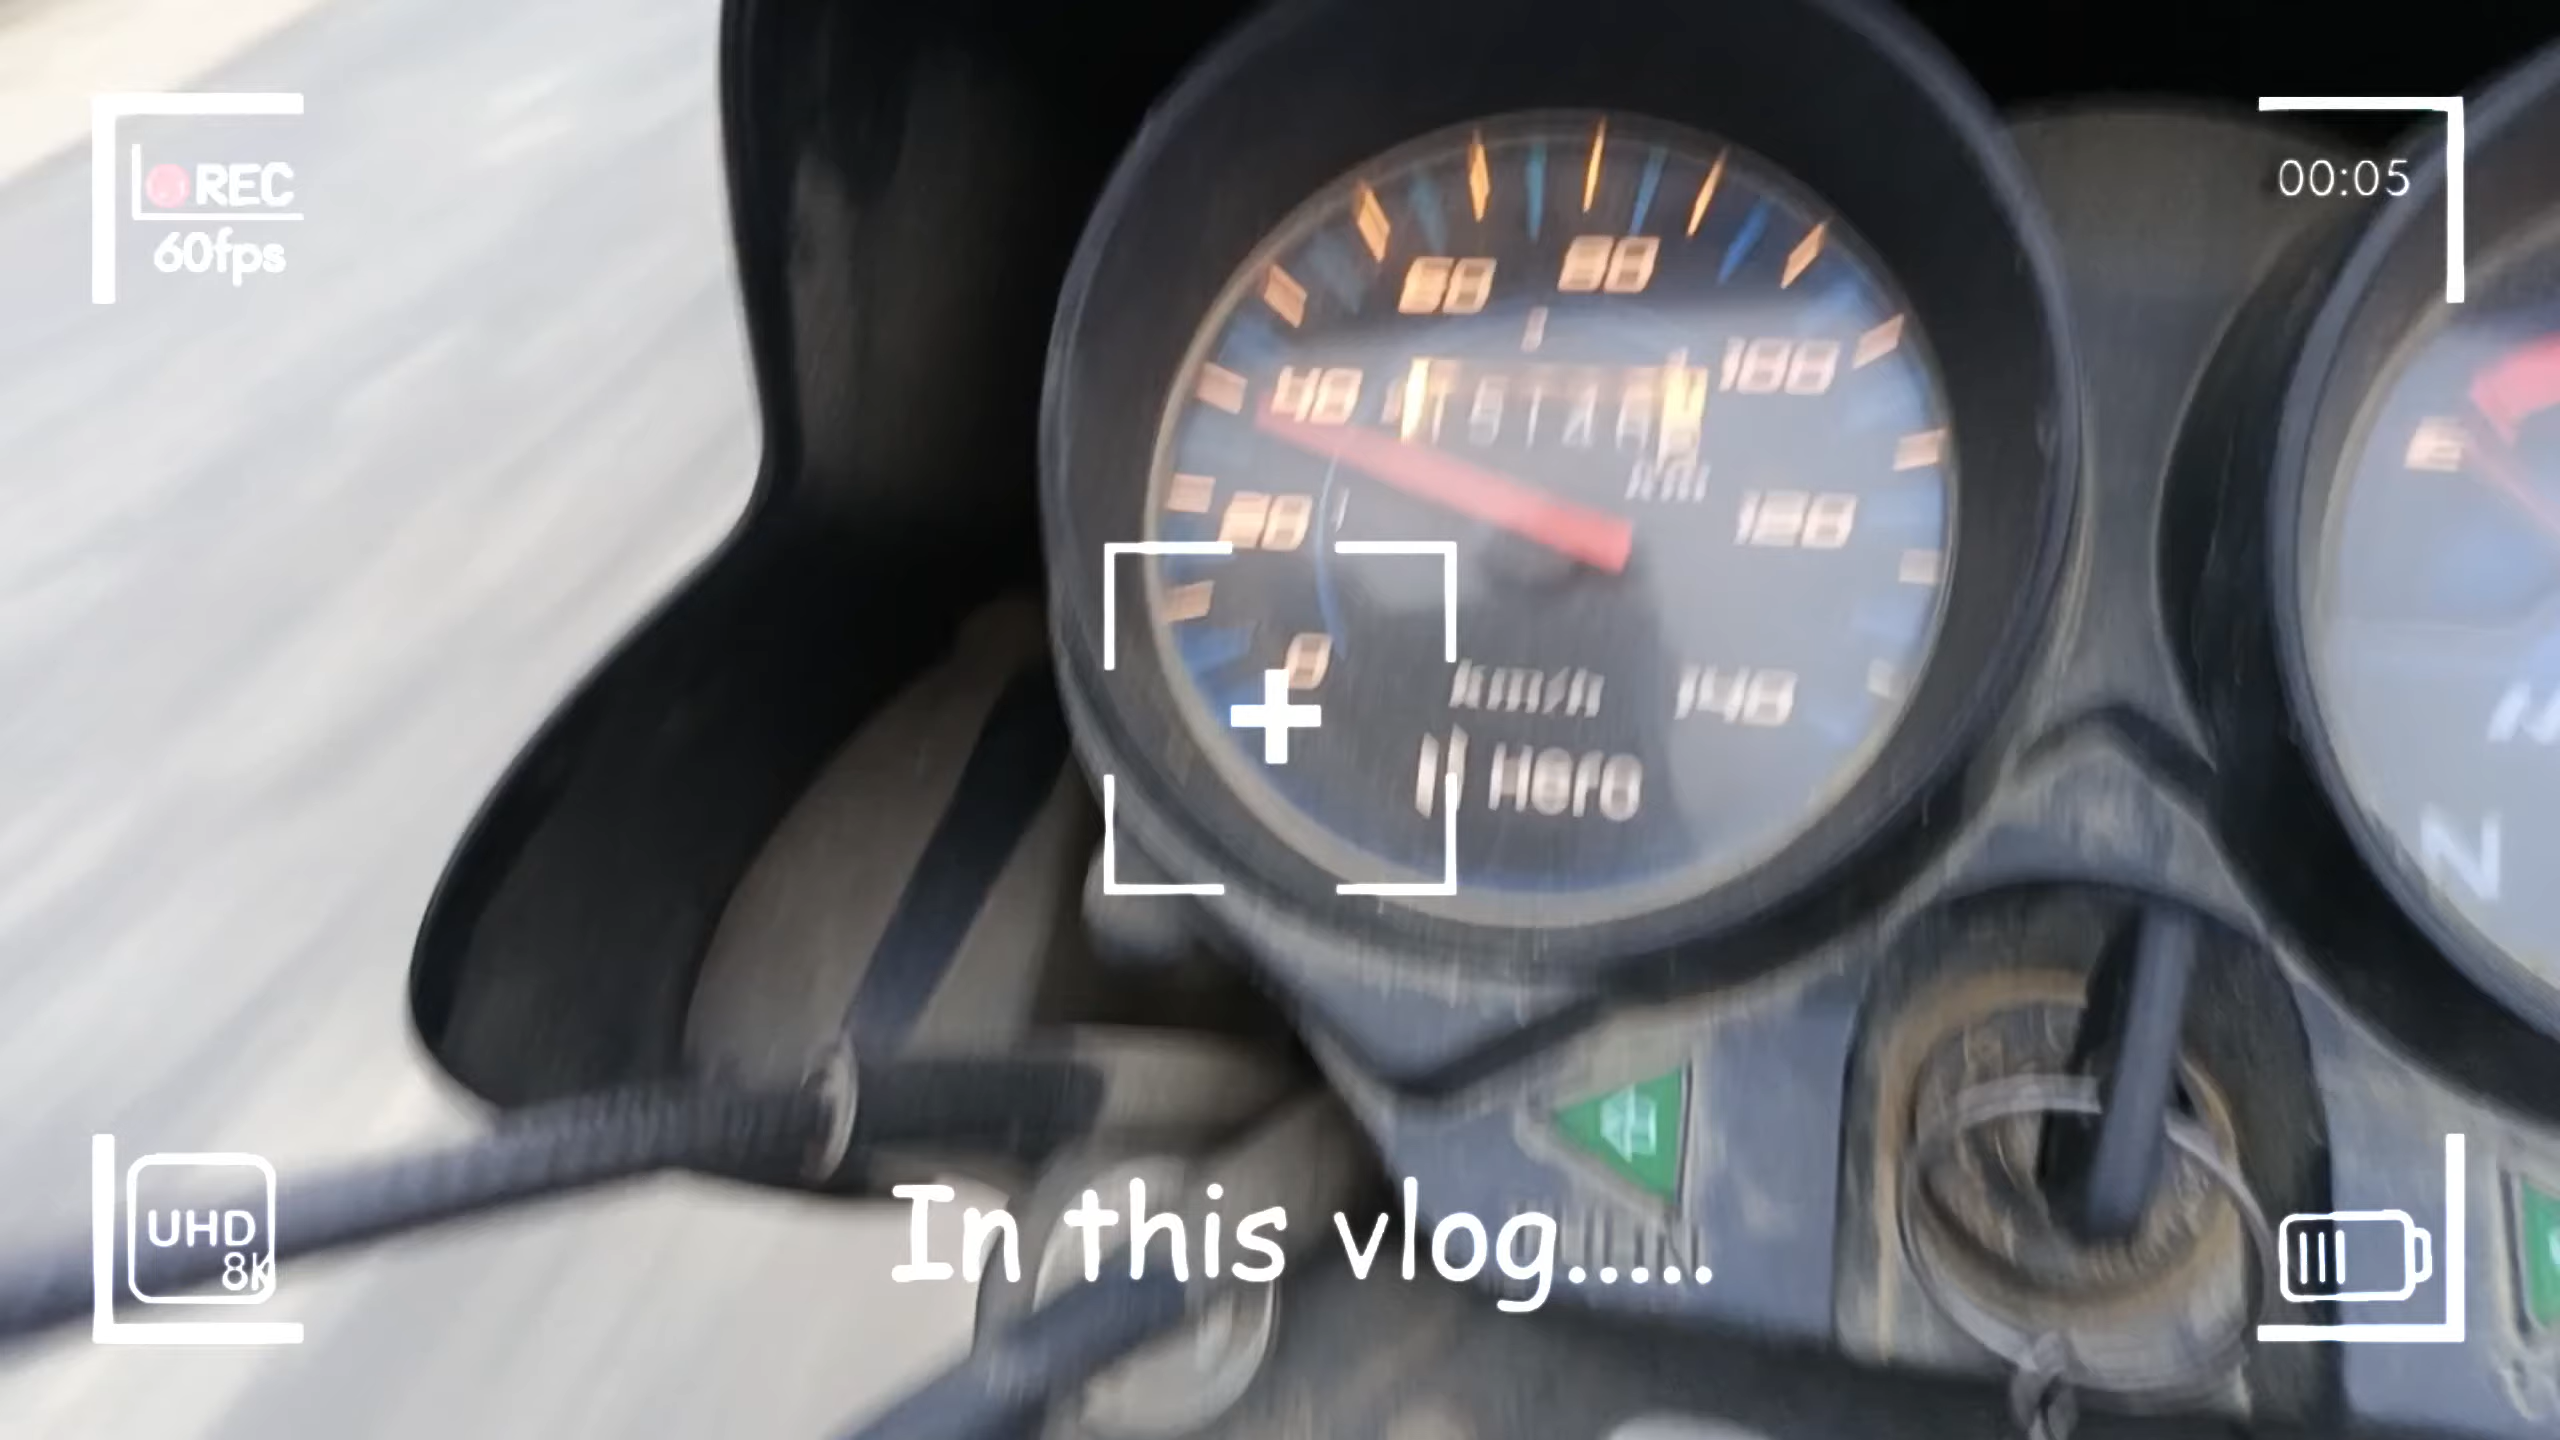 REC
60fps
00:05
60
80
40
100
km
20
120
E
0
km/h
140
Hero
N
In this vlog.....
UHD
8K